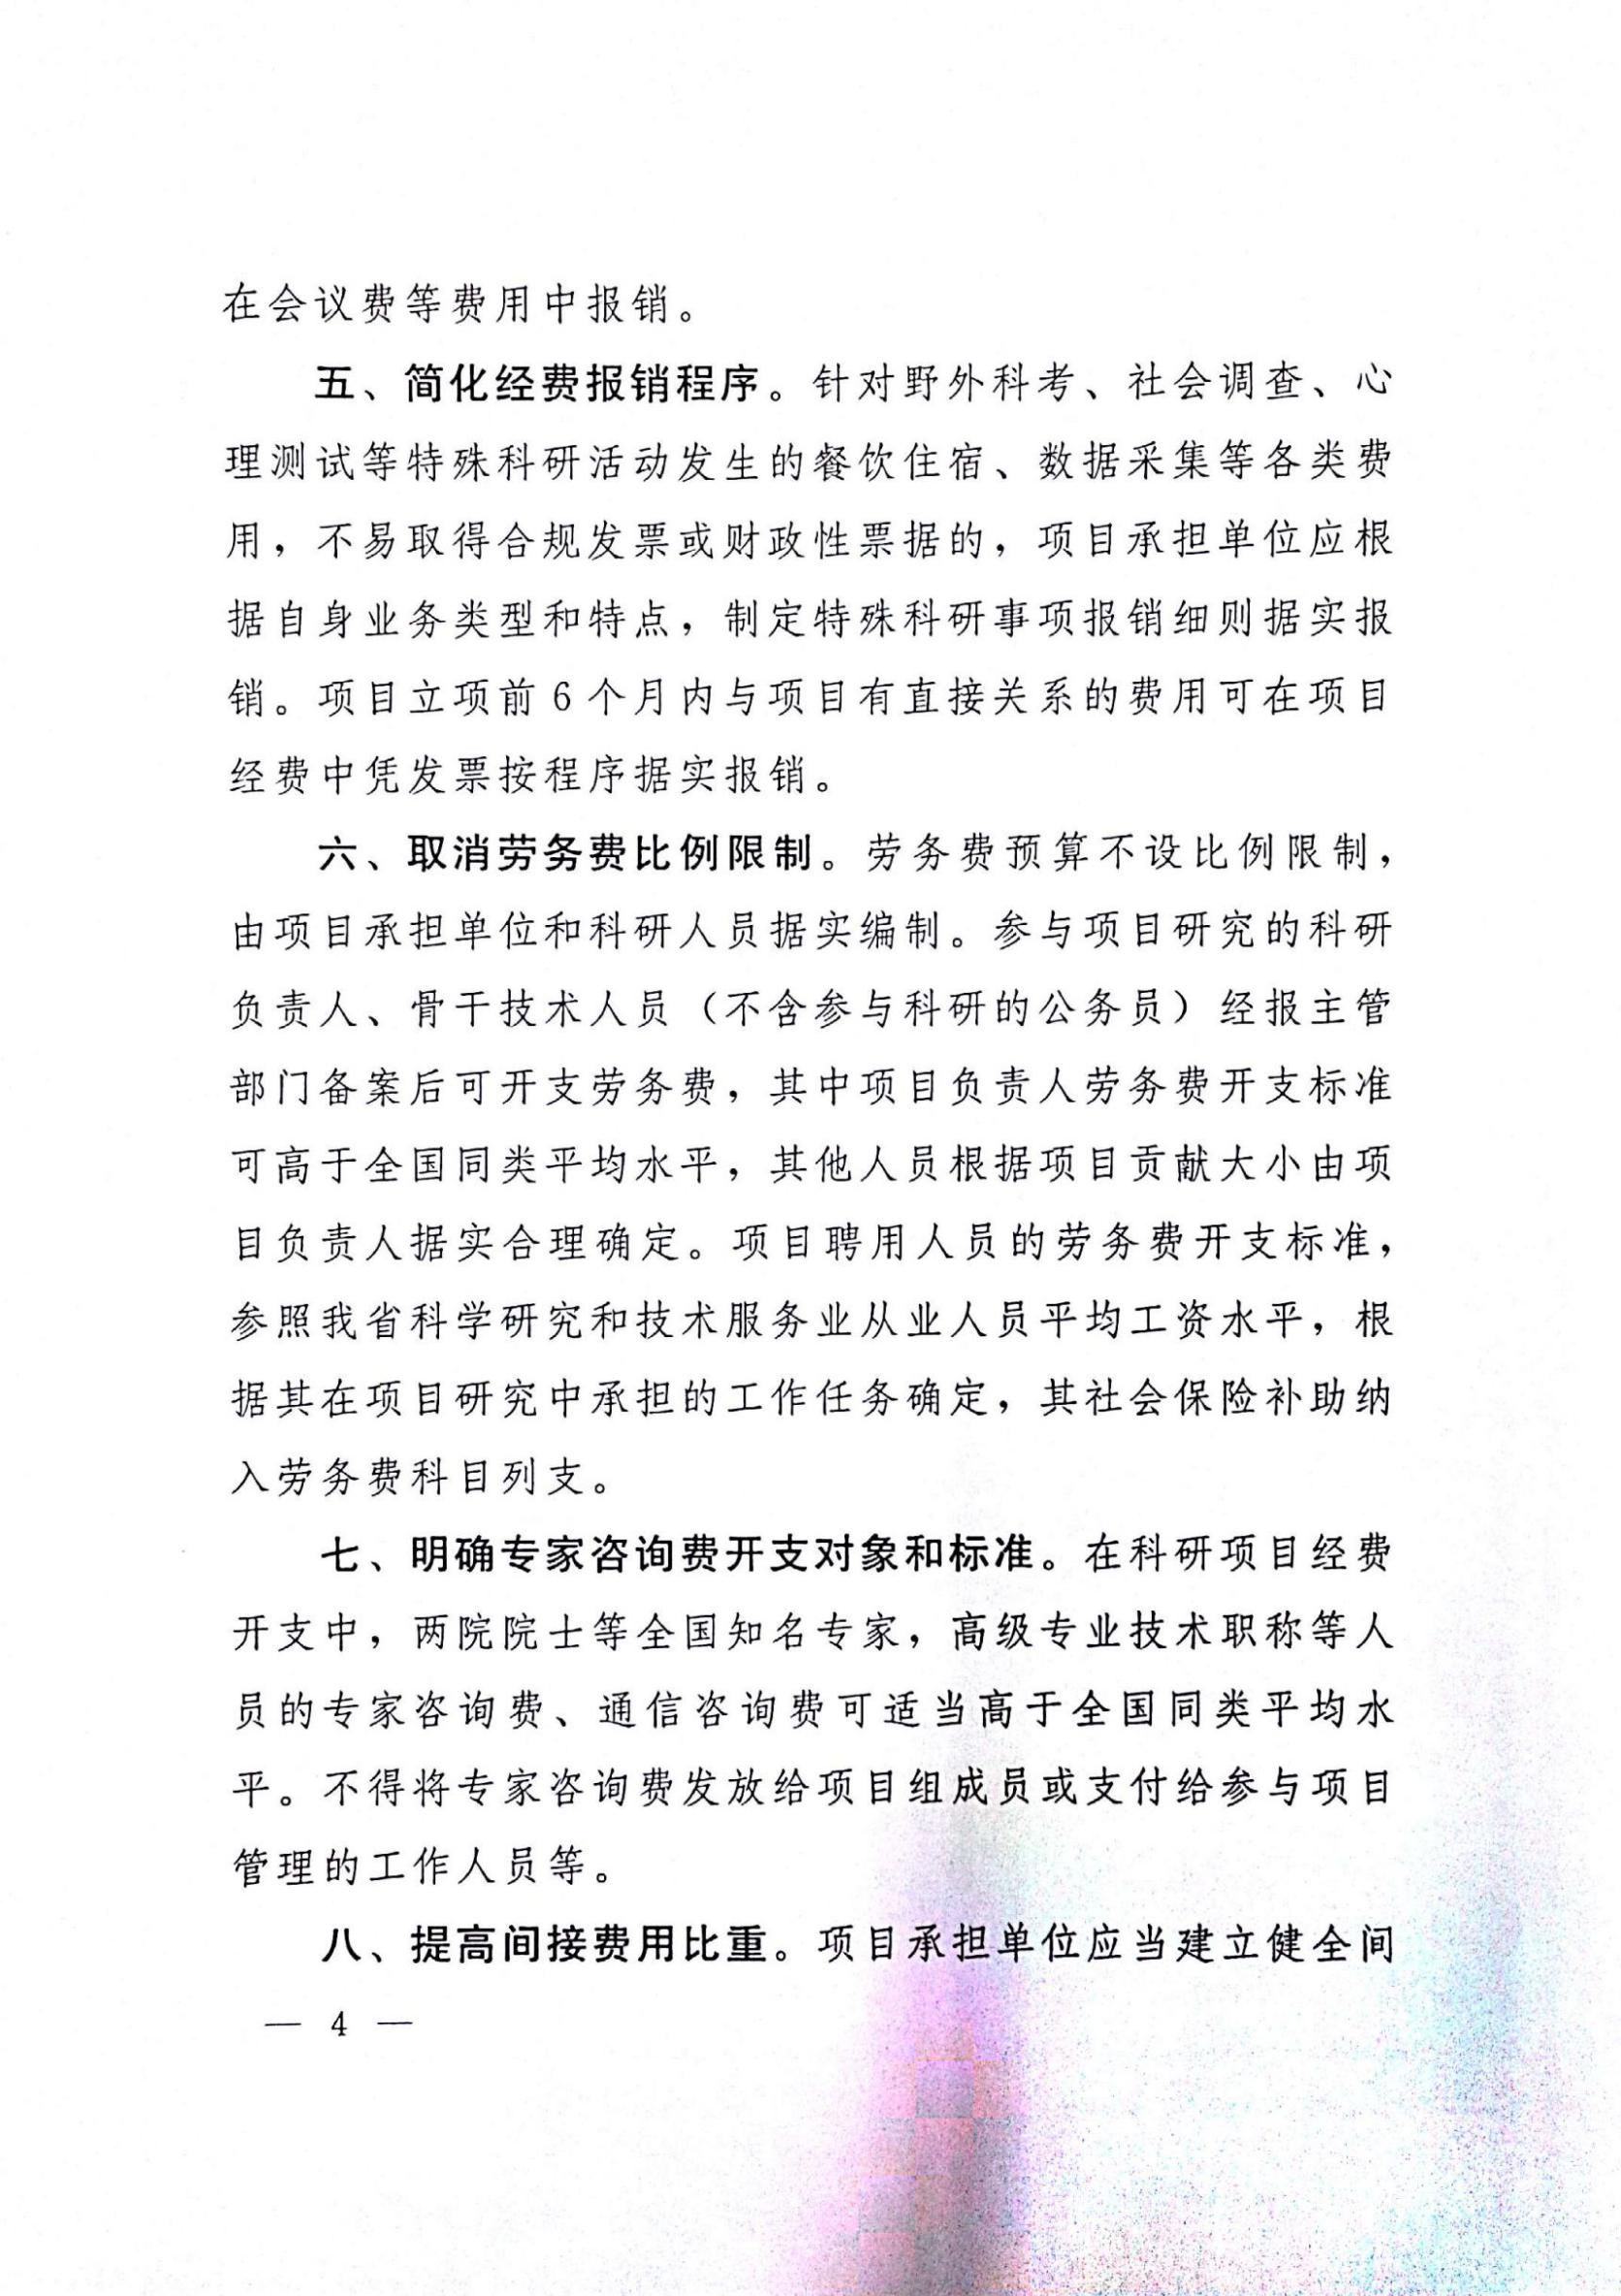 在会议费等费用中报销。
五、简化经费报销程序。针对野外科考、社会调查、心
理测试等特殊科研活动发生的餐饮住宿、数据采集等各类费
用，不易取得合规发票或财政性票据的，项目承担单位应根
据自身业务类型和特点，制定特殊科研事项报销细则据实报
销。项目立项前6个月内与项目有直接关系的费用可在项目
经费中凭发票按程序据实报销。
六、取消劳务费比例限制。劳务费预算不设比例限制，
由项目承担单位和科研人员据实编制。参与项目研究的科研
负责人、骨干技术人员（不含参与科研的公务员）经报主管
部门备案后可开支劳务费，其中项目负责人劳务费开支标准
可高于全国同类平均水平，其他人员根据项目贡献大小由项
目负责人据实合理确定。项目聘用人员的劳务费开支标准，
参照我省科学研究和技术服务业从业人员平均工资水平，根
据其在项目研究中承担的工作任务确定，其社会保险补助纳
入劳务费科目列支。
七、明确专家咨询费开支对象和标准。在科研项目经费
开支中，两院院士等全国知名专家，高级专业技术职称等人
员的专家咨询费、通信咨询费可适当高于全国同类平均水
平。不得将专家咨询费发放给项目组成员或支付给参与项目
管理的工作人员等。
八、提高间接费用比重。项目承担单位应当建立健全间
— 4 —